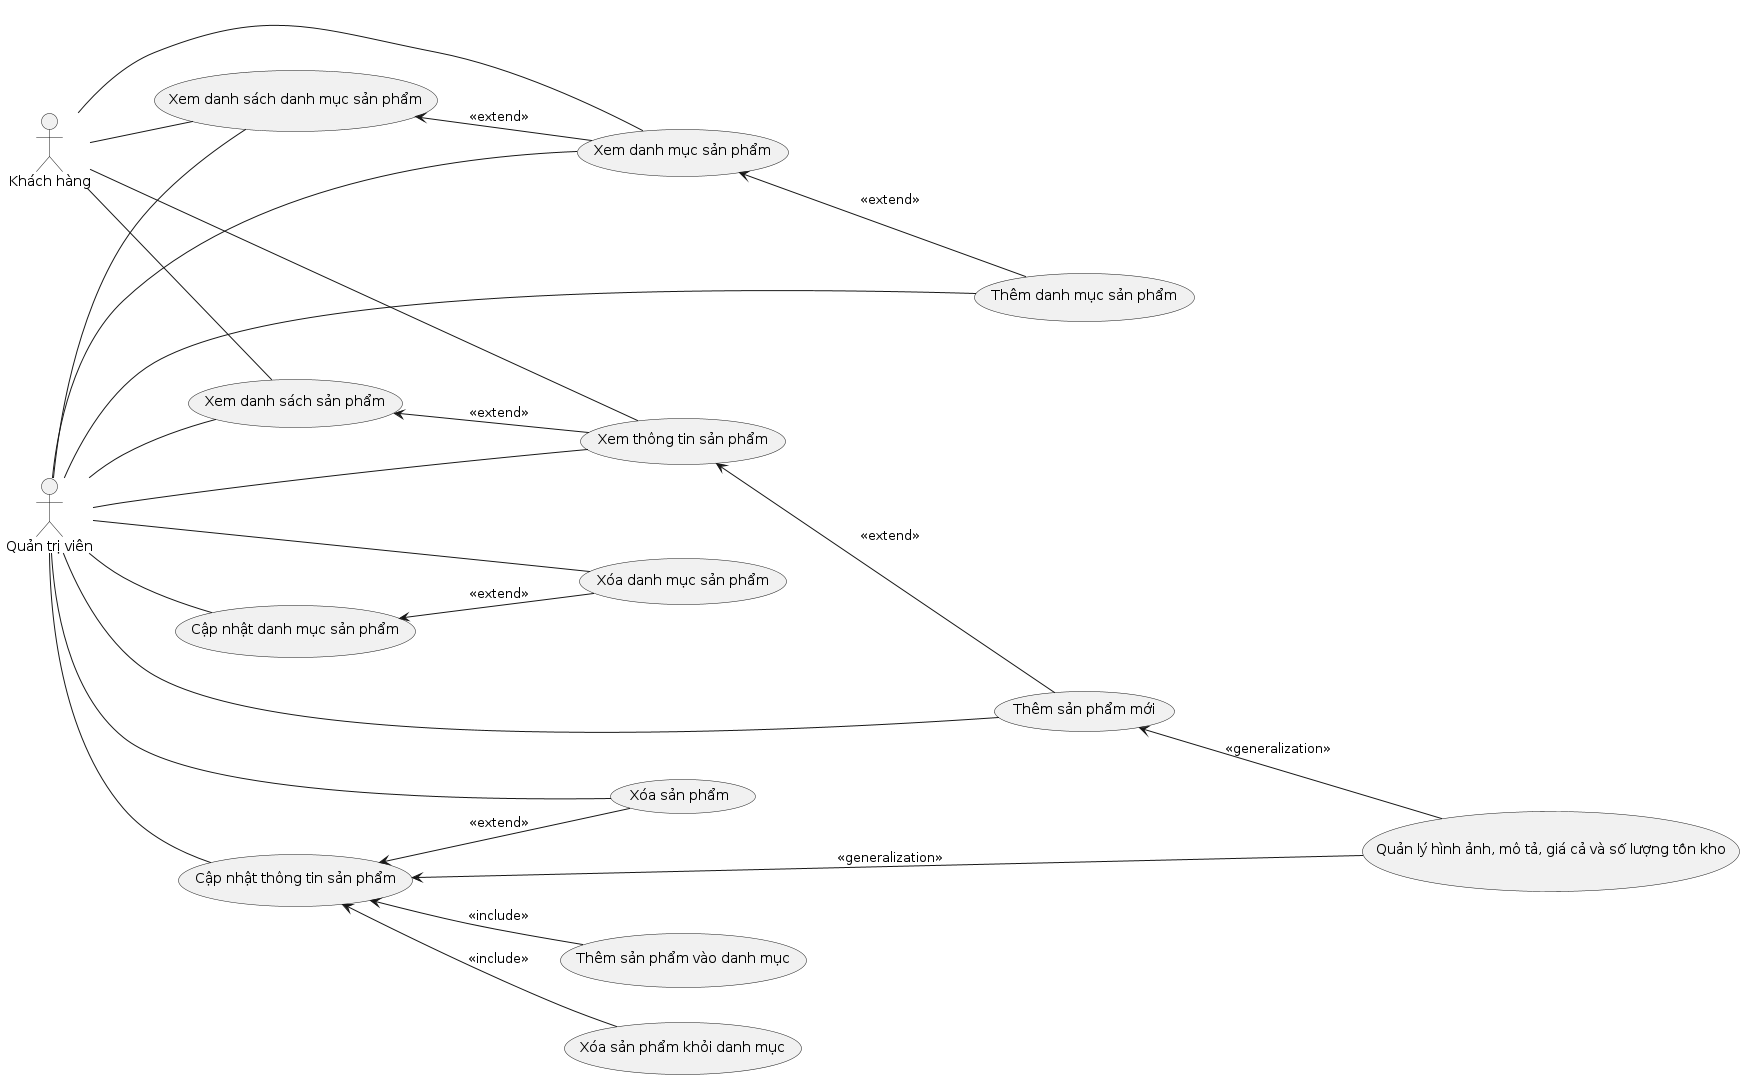 Xem danh sách danh mục sản phẩm
«extend»
Xem danh mục sản phẩm
Khách hàng
«extend»
Thêm danh mục sản phẩm
Xem danh sách sản phẩm
«extend»
Xem thông tin sản phẩm
Quản trị viên
«extend»
Xóa danh mục sản phẩm
«extend»
Cập nhật danh mục sản phẩm
Thêm sản phẩm mới
«generalization»
Xóa sản phẩm
«extend»
Quản lý hình ảnh, mô tả, giá cả và số lượng tồn kho
«generalization»
Cập nhật thông tin sản phẩm
«include»
Thêm sản phẩm vào danh mục
«include»
Xóa sản phẩm khỏi danh mục